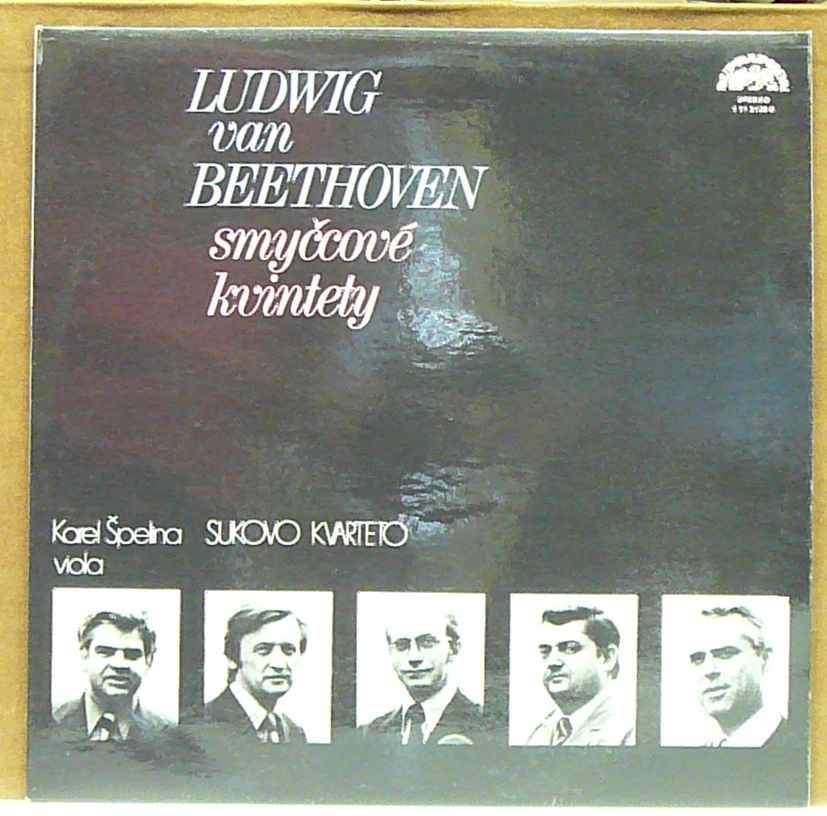 LUDWIG
van
BEETHOVEN
smyčcové
kvintety
STEREO
Karel Špelina SUKOVO KVARTETO
viola